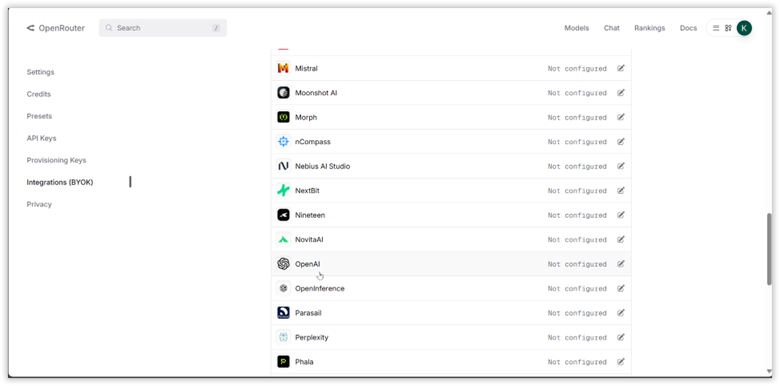 OpenRouter
Search
/
Models
Chat
Rankings
Docs
K
Settings
Credits
Presets
API Keys
Provisioning Keys
Integrations (BYOK)
Privacy
Mistral Not configured
Moonshot AI Not configured
Morph Not configured
nCompass Not configured
Nebius AI Studio Not configured
NextBit Not configured
Nineteen Not configured
NovitaAI Not configured
OpenAI Not configured
OpenInference Not configured
Parasail Not configured
Perplexity Not configured
Phala Not configured